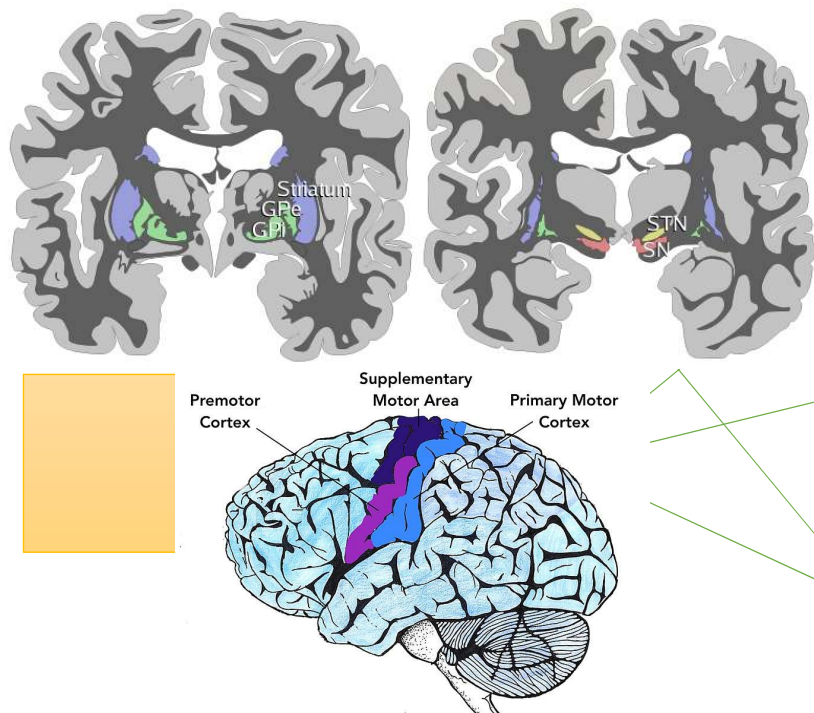 Striatum
GPe
GPi
STN
SN
Premotor
Cortex
Supplementary
Motor Area
Primary Motor
Cortex